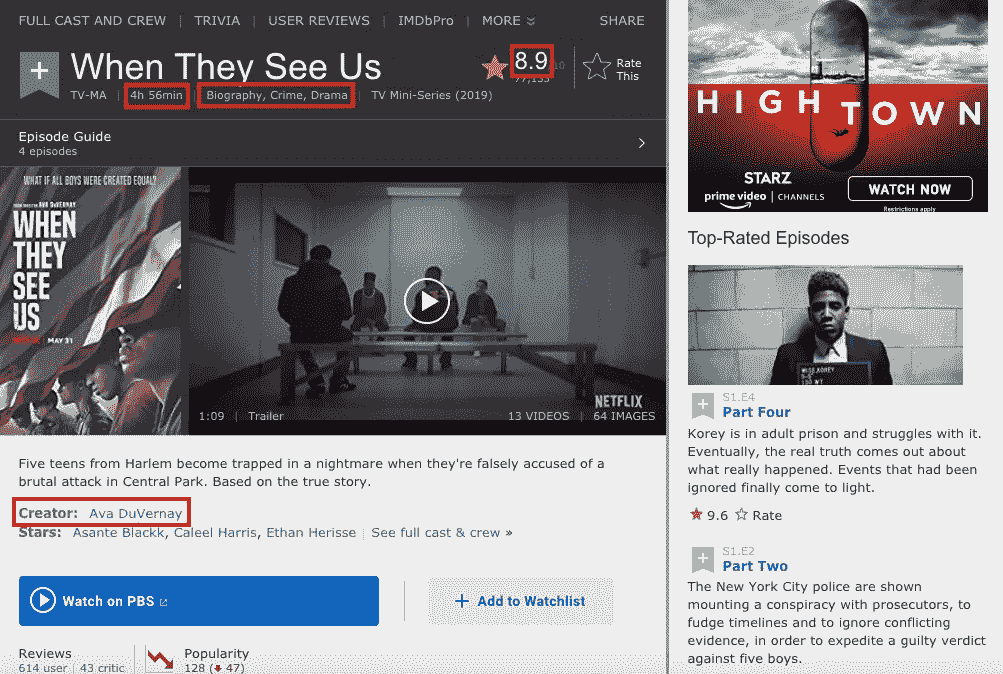 FULL CAST AND CREW | TRIVIA | USER REVIEWS | IMDbPro | MORE | SHARE
When They See Us
8.9
Rate This
TV-MA | 4h 56min | Biography, Crime, Drama | TV Mini-Series (2019)
Episode Guide
4 episodes
WHAT IF ALL BOYS WERE CREATED EQUAL?
AVA DUVERNAY
WHEN
THEY
SEE
US
MAY 31
NETFLIX
1:09 | Trailer
13 VIDEOS | 64 IMAGES
Five teens from Harlem become trapped in a nightmare when they're falsely accused of a
brutal attack in Central Park. Based on the true story.
Creator: Ava DuVernay
Stars: Asante Blackk, Caleel Harris, Ethan Herisse | See full cast & crew »
Watch on PBS
+ Add to Watchlist
Reviews
614 user | 43 critic
Popularity
128 (47)
HIGHTOWN
STARZ
prime video | CHANNELS
WATCH NOW
Restrictions apply
Top-Rated Episodes
S1.E4
Part Four
Korey is in adult prison and struggles with it.
Eventually, the real truth comes out about
what really happened. Events that had been
ignored finally come to light.
9.6 Rate
S1.E2
Part Two
The New York City police are shown
mounting a conspiracy with prosecutors, to
fudge timelines and to ignore conflicting
evidence, in order to expedite a guilty verdict
against five boys.